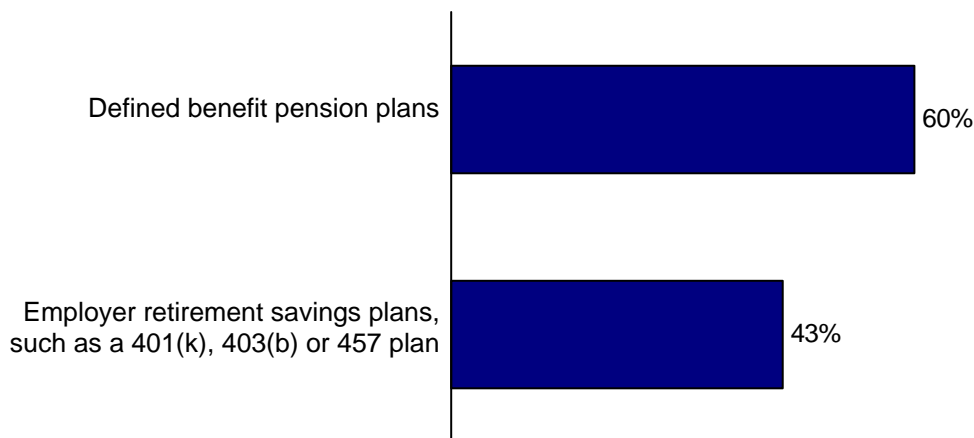 Defined benefit pension plans
60%
Employer retirement savings plans,
such as a 401(k), 403(b) or 457 plan
43%